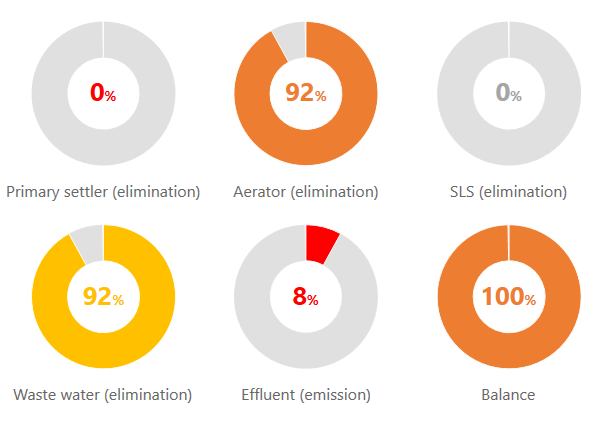 0%
92%
0%
Primary settler (elimination)
Aerator (elimination)
SLS (elimination)
92%
8%
100%
Waste water (elimination)
Effluent (emission)
Balance